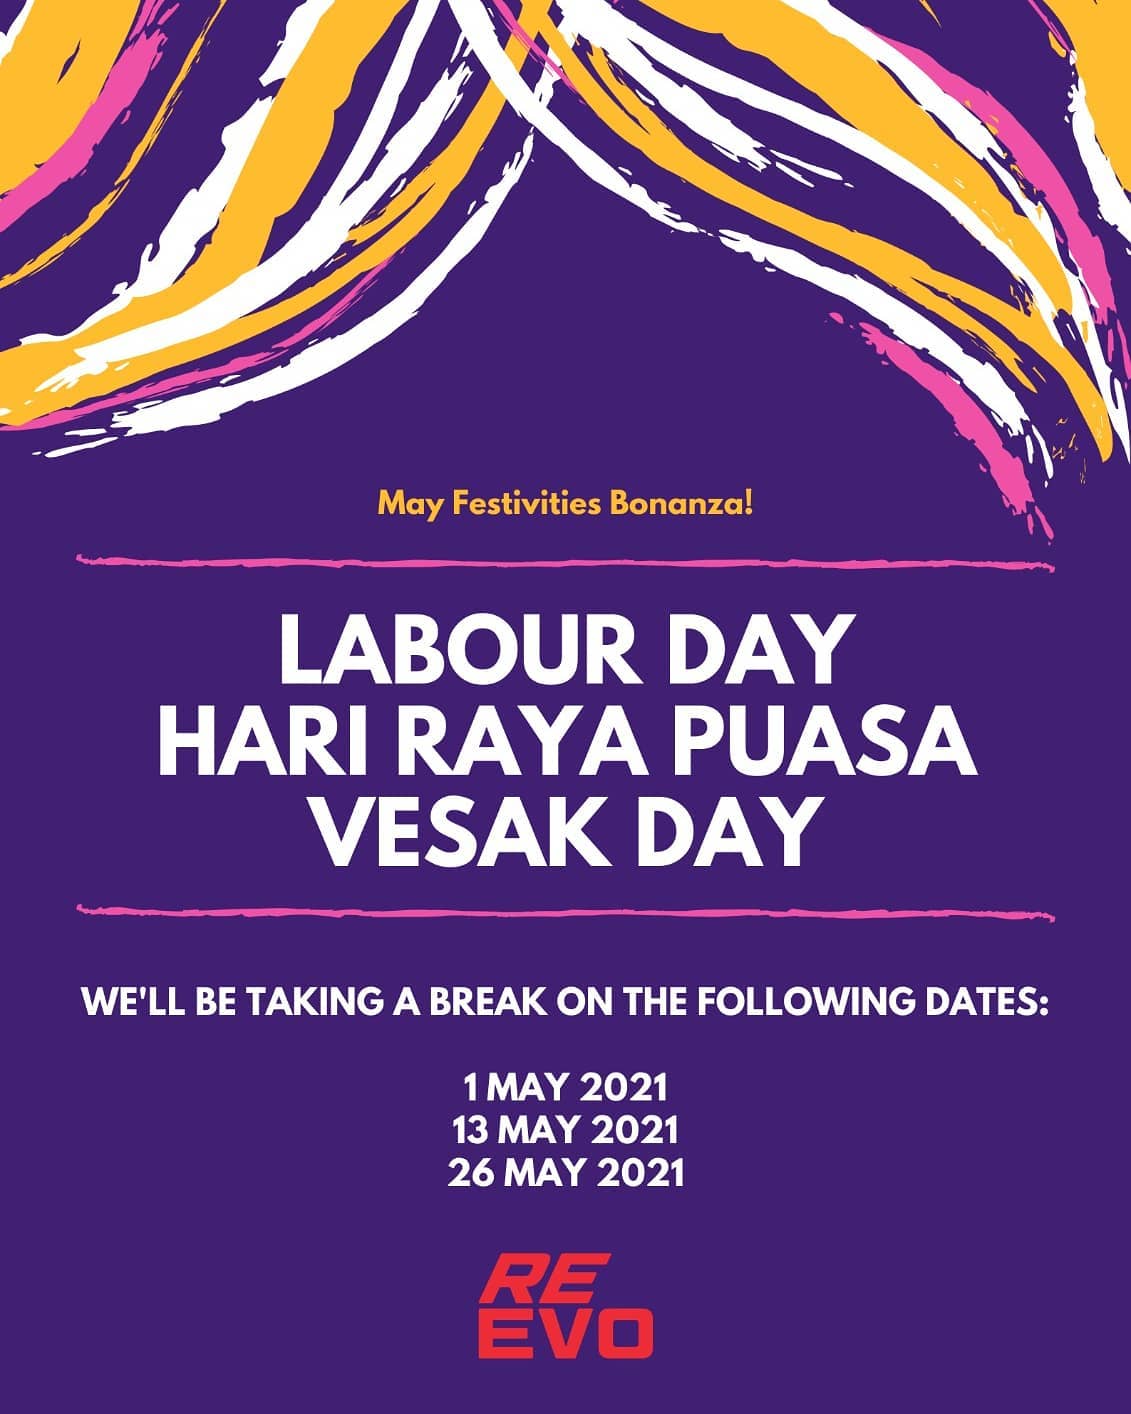 May Festivities Bonanza!
LABOUR DAY
HARI RAYA PUASA
VESAK DAY
WE'LL BE TAKING A BREAK ON THE FOLLOWING DATES:
1 MAY 2021
13 MAY 2021
26 MAY 2021
RE
EVO